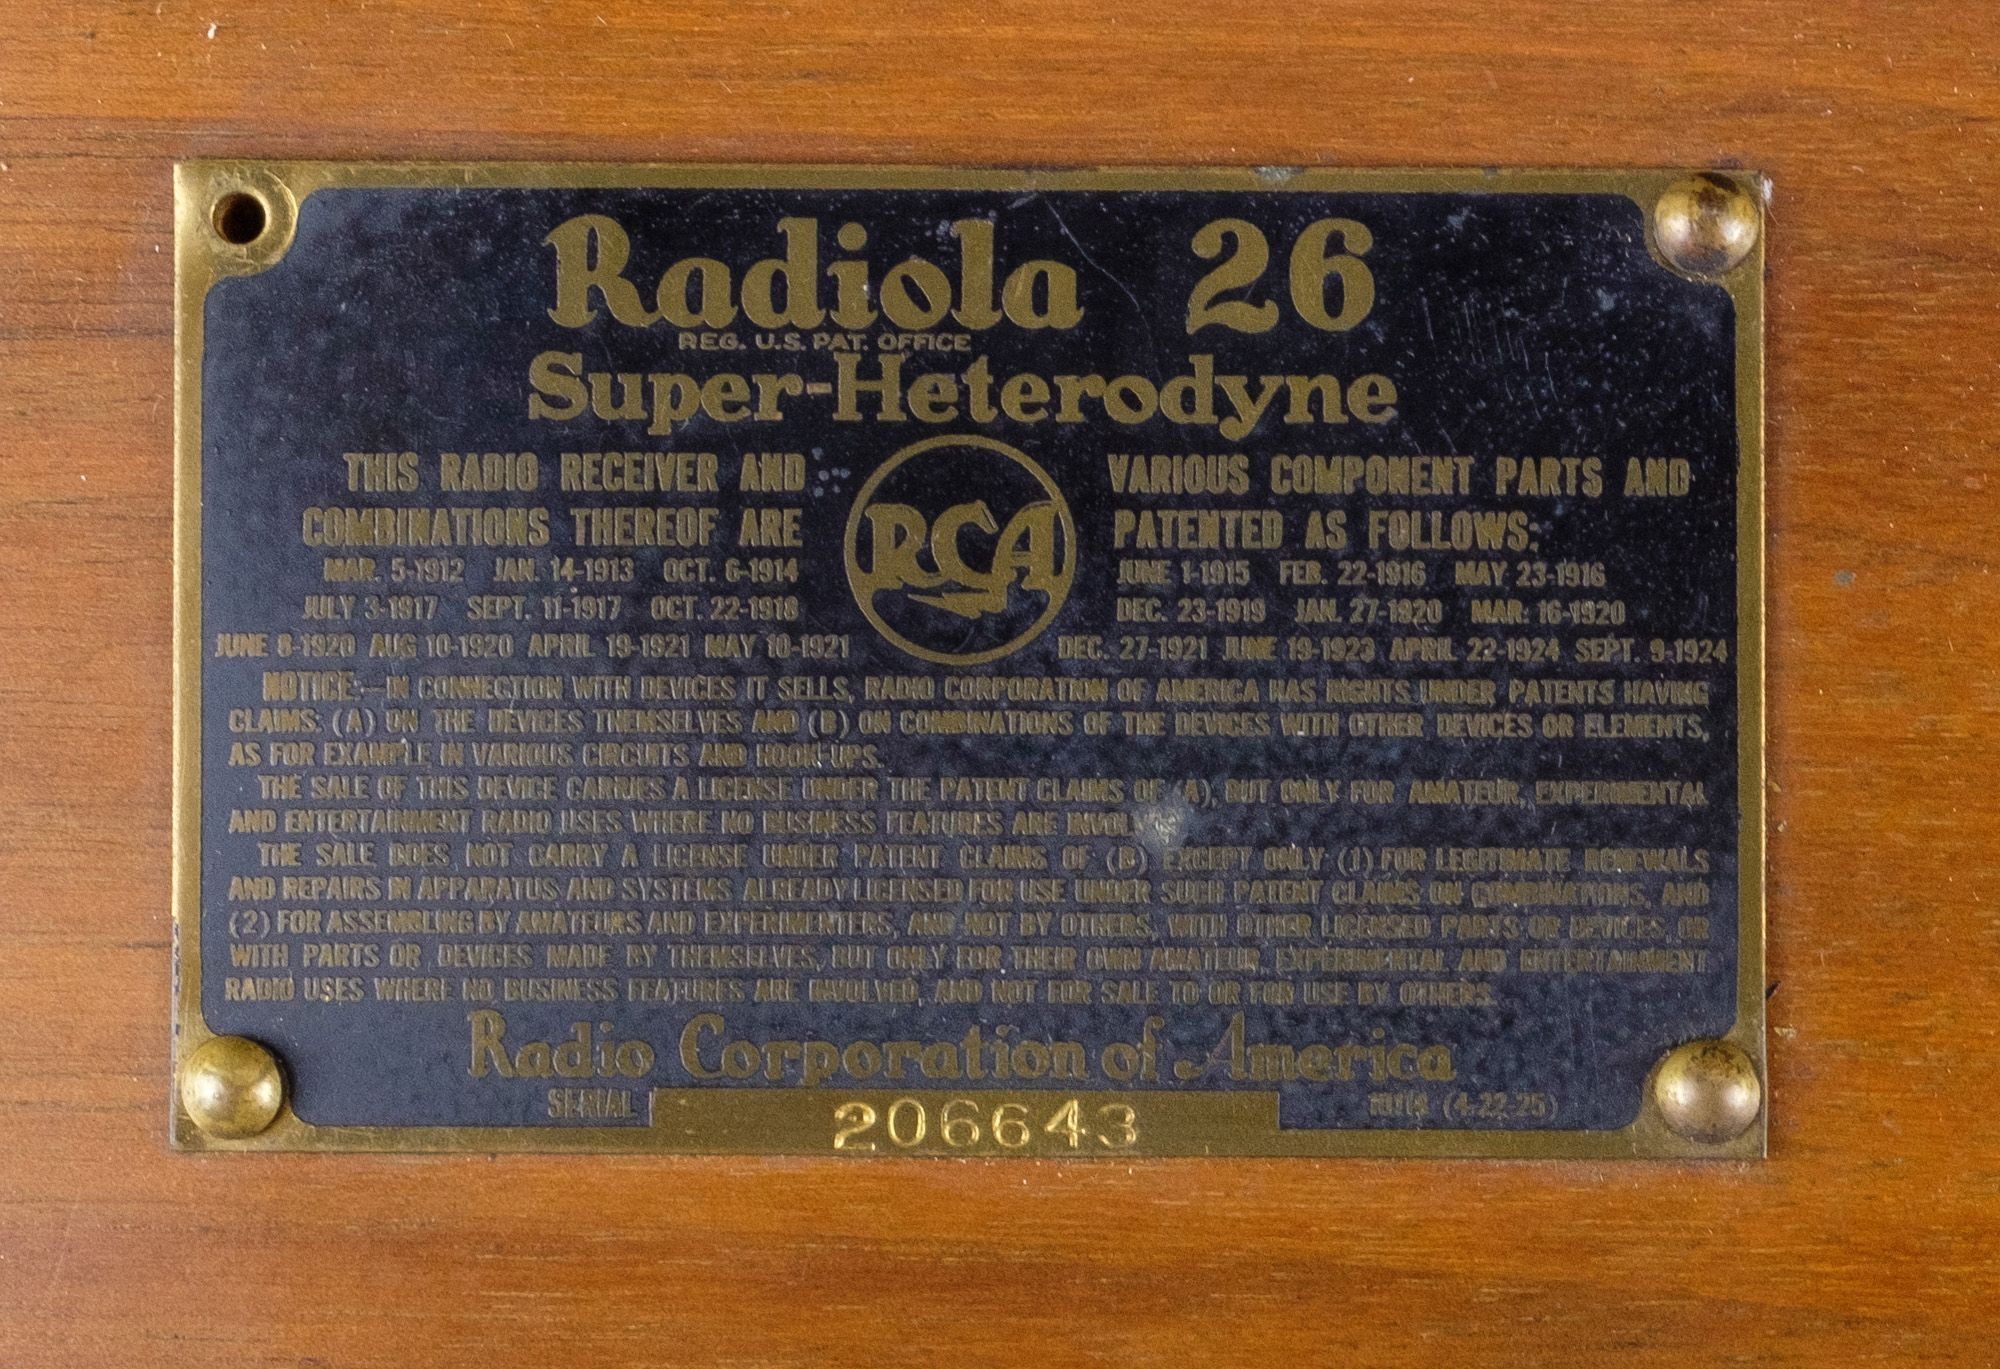 Radiola 26
REG. U.S. PAT. OFFICE
Super-Heterodyne
THIS RADIO RECEIVER AND VARIOUS COMPONENT PARTS AND
COMBINATIONS THEREOF ARE PATENTED AS FOLLOWS:
RCA
MAR. 5-1912 JAN. 14-1913 OCT. 6-1914 JUNE 1-1915 FEB. 22-1916 MAY 23-1916
JULY 3-1917 SEPT. 11-1917 OCT. 22-1918 DEC. 23-1919 JAN. 27-1920 MAR. 16-1920
JUNE 8-1920 AUG 10-1920 APRIL 19-1921 MAY 10-1921 DEC. 27-1921 JUNE 19-1923 APRIL 22-1924 SEPT. 9-1924
NOTICE:—IN CONNECTION WITH DEVICES IT SELLS, RADIO CORPORATION OF AMERICA HAS RIGHTS UNDER PATENTS HAVING
CLAIMS: (A) ON THE DEVICES THEMSELVES AND (B) ON COMBINATIONS OF THE DEVICES WITH OTHER DEVICES OR ELEMENTS,
AS FOR EXAMPLE IN VARIOUS CIRCUITS AND HOOK-UPS.
THE SALE OF THIS DEVICE CARRIES A LICENSE UNDER THE PATENT CLAIMS OF (A), BUT ONLY FOR AMATEUR, EXPERIMENTAL
AND ENTERTAINMENT RADIO USES WHERE NO BUSINESS FEATURES ARE
THE SALE DOES NOT CARRY A LICENSE UNDER PATENT CLAIMS OF (B) EXCEPT ONLY (1) FOR LEGITIMATE RENEWALS
AND REPAIRS IN APPARATUS AND SYSTEMS ALREADY LICENSED FOR USE UNDER SUCH PATENT CLAIMS ON COMBINATIONS, AND
(2) FOR ASSEMBLING BY AMATEURS AND EXPERIMENTERS, AND NOT BY OTHERS, WITH OTHER LICENSED PARTS OR DEVICES OR
WITH PARTS OR DEVICES MADE BY THEMSELVES, BUT ONLY FOR THEIR OWN AMATEUR, EXPERIMENTAL AND ENTERTAINMENT
RADIO USES WHERE NO BUSINESS FEATURES ARE INVOLVED, AND NOT FOR SALE TO OR FOR USE BY OTHERS.
Radio Corporation of America
SERIAL 206643 (4-22-25)